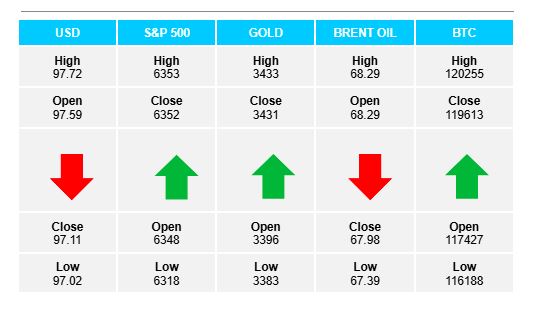 USD S&P 500 GOLD BRENT OIL BTC
High High High High High
97.72 6353 3433 68.29 120255
Open Close Close Open Close
97.59 6352 3431 68.29 119613
Close Open Open Close Open
97.11 6348 3396 67.98 117427
Low Low Low Low Low
97.02 6318 3383 67.39 116188